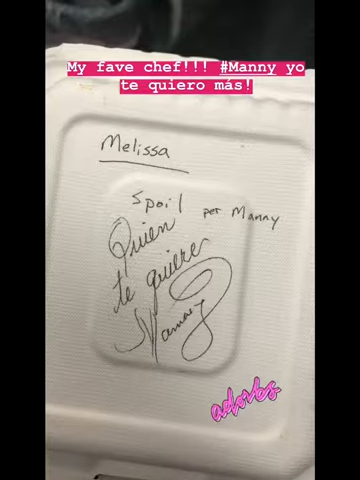 My fave chef!!! #Manny yo
te quiero más!
Melissa
Spoil per Manny
Quien
te quiere
Manny
adorbs